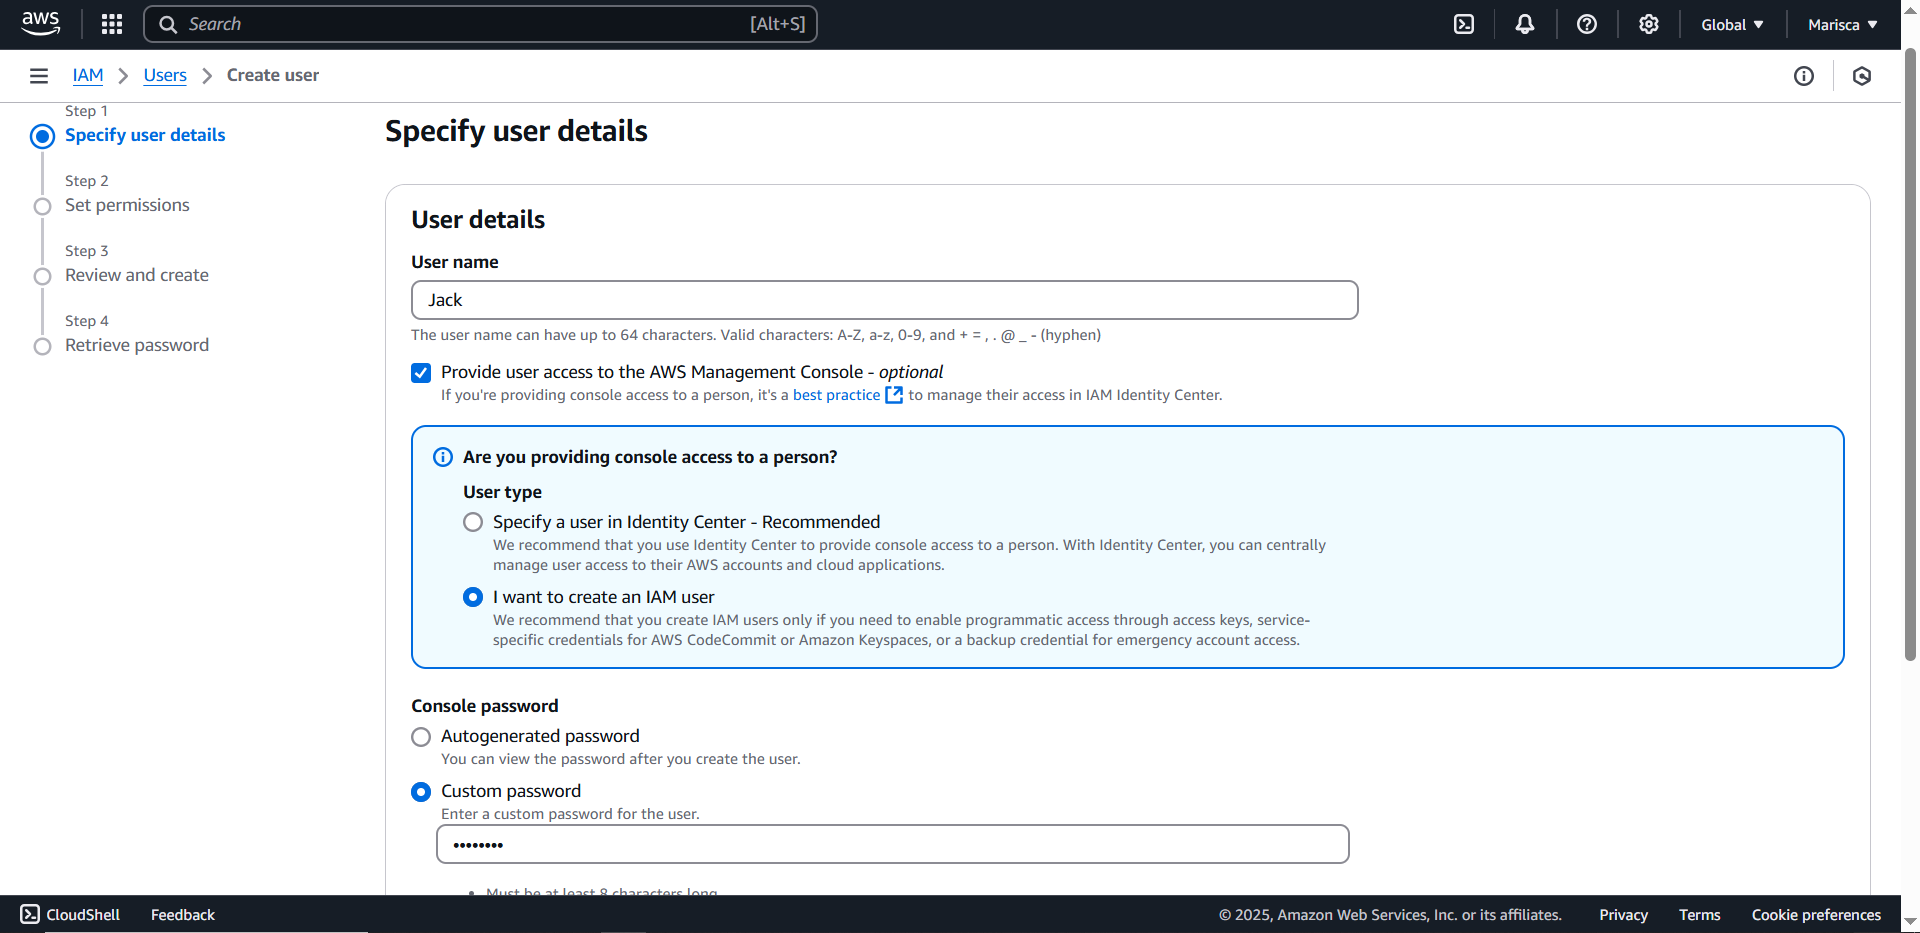 aws
Search [Alt+S]
Global
Marisca
IAM
Users
Create user
Step 1
Specify user details
Step 2
Set permissions
Step 3
Review and create
Step 4
Retrieve password
Specify user details
User details
User name
Jack
The user name can have up to 64 characters. Valid characters: A-Z, a-z, 0-9, and + = , . @ _ - (hyphen)
Provide user access to the AWS Management Console - optional
If you're providing console access to a person, it's a best practice to manage their access in IAM Identity Center.
Are you providing console access to a person?
User type
Specify a user in Identity Center - Recommended
We recommend that you use Identity Center to provide console access to a person. With Identity Center, you can centrally
manage user access to their AWS accounts and cloud applications.
I want to create an IAM user
We recommend that you create IAM users only if you need to enable programmatic access through access keys, service-
specific credentials for AWS CodeCommit or Amazon Keyspaces, or a backup credential for emergency account access.
Console password
Autogenerated password
You can view the password after you create the user.
Custom password
Enter a custom password for the user.
••••••••
• Must be at least 8 characters long
CloudShell
Feedback
© 2025, Amazon Web Services, Inc. or its affiliates.
Privacy
Terms
Cookie preferences